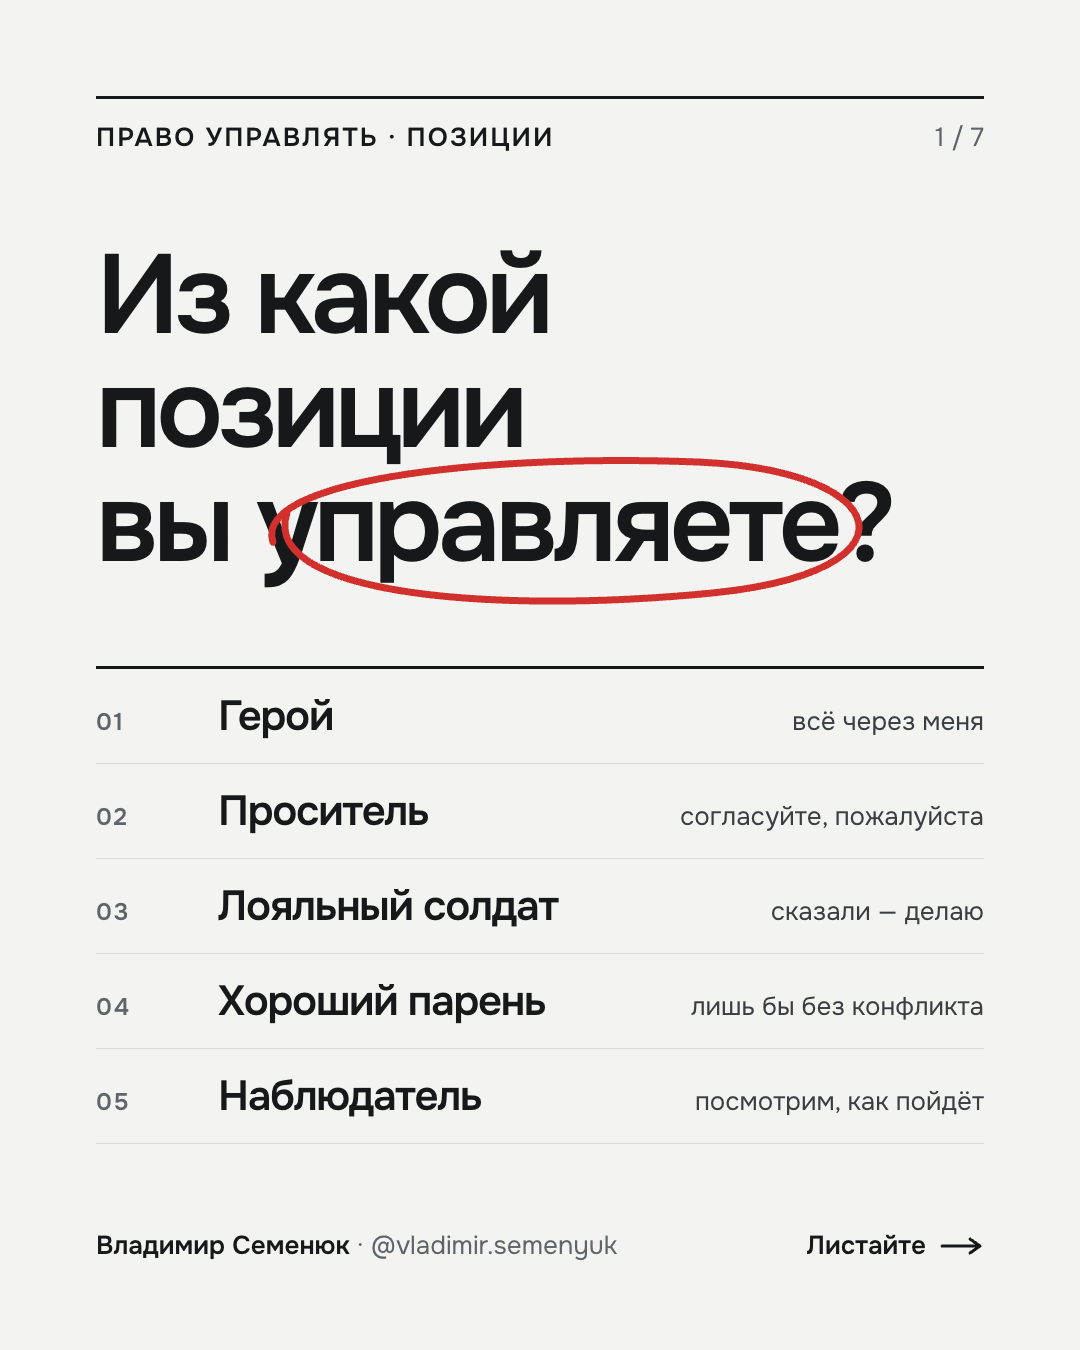 ПРАВО УПРАВЛЯТЬ · ПОЗИЦИИ 1 / 7
Из какой
позиции
вы управляете?
01 Герой всё через меня
02 Проситель согласуйте, пожалуйста
03 Лояльный солдат сказали — делаю
04 Хороший парень лишь бы без конфликта
05 Наблюдатель посмотрим, как пойдёт
Владимир Семенюк · @vladimir.semenyuk Листайте →